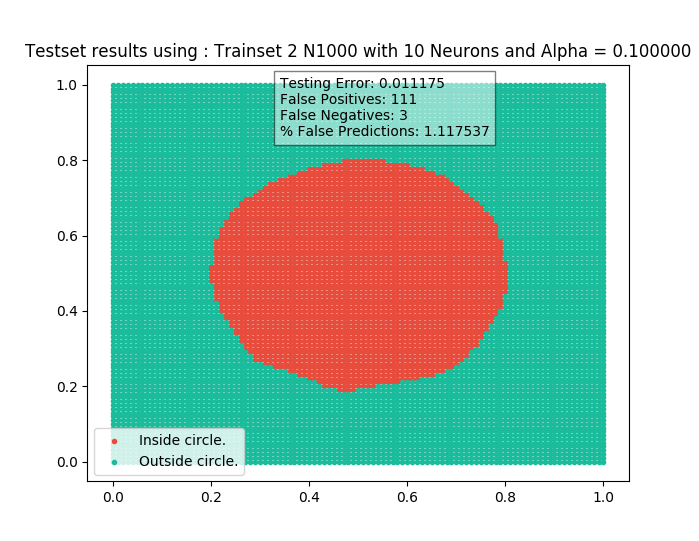 Testset results using : Trainset 2 N1000 with 10 Neurons and Alpha = 0.100000
Testing Error: 0.011175
False Positives: 111
False Negatives: 3
% False Predictions: 1.117537
1.0
0.8
0.6
0.4
0.2
0.0
Inside circle.
Outside circle.
0.0 0.2 0.4 0.6 0.8 1.0